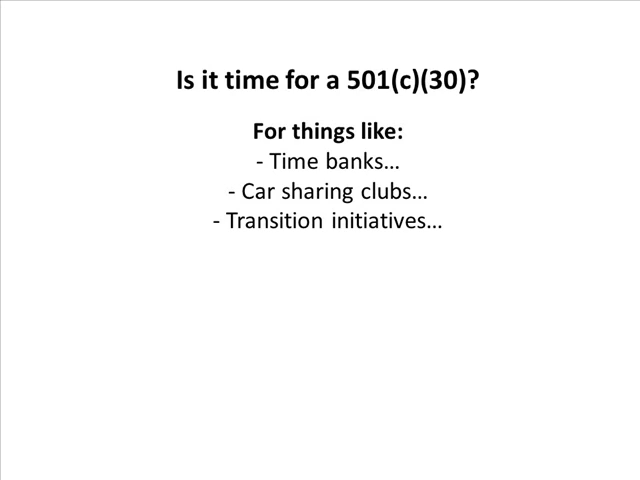 Is it time for a 501(c)(30)?
For things like:
- Time banks…
- Car sharing clubs…
- Transition initiatives…